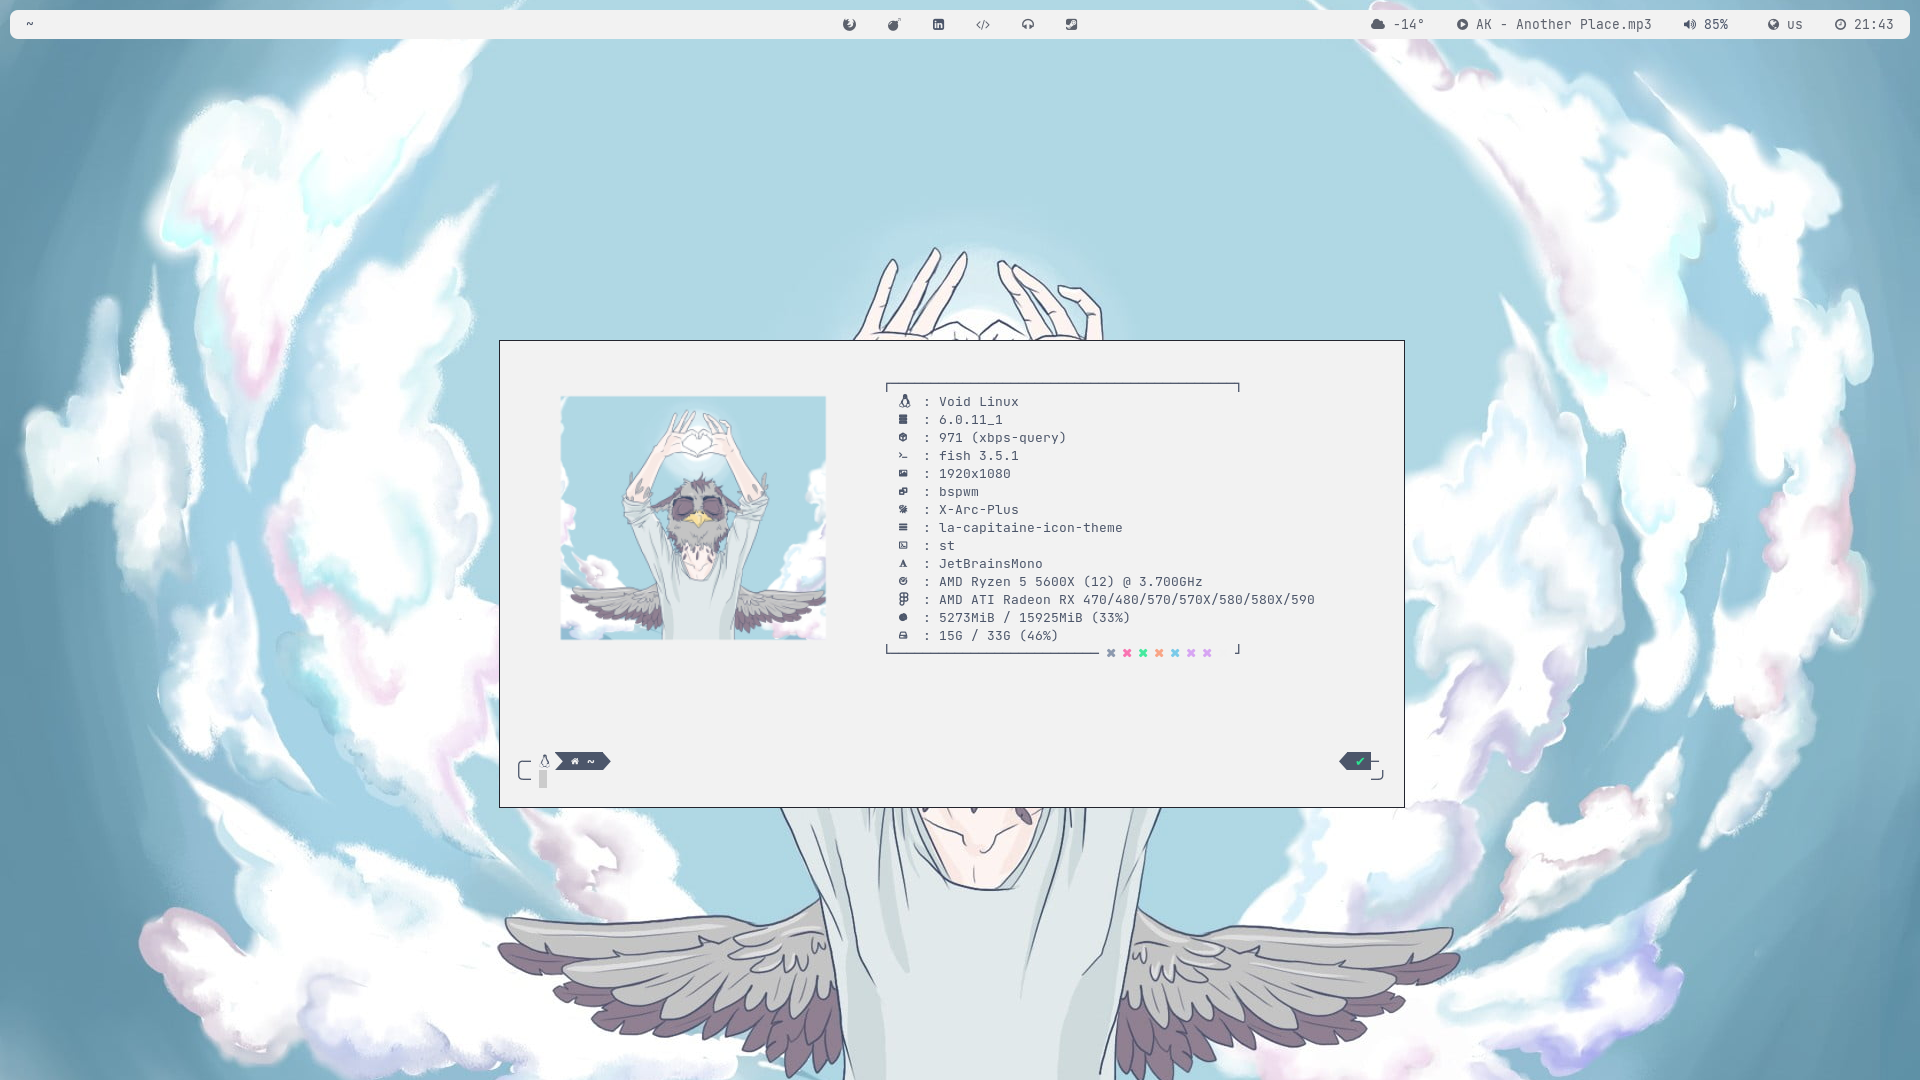 ~ </> -14° AK - Another Place.mp3 85% us 21:43
: Void Linux
: 6.0.11_1
: 971 (xbps-query)
: fish 3.5.1
: 1920x1080
: bspwm
: X-Arc-Plus
: la-capitaine-icon-theme
: st
: JetBrainsMono
: AMD Ryzen 5 5600X (12) @ 3.700GHz
: AMD ATI Radeon RX 470/480/570/570X/580/580X/590
: 5273MiB / 15925MiB (33%)
: 15G / 33G (46%)
~